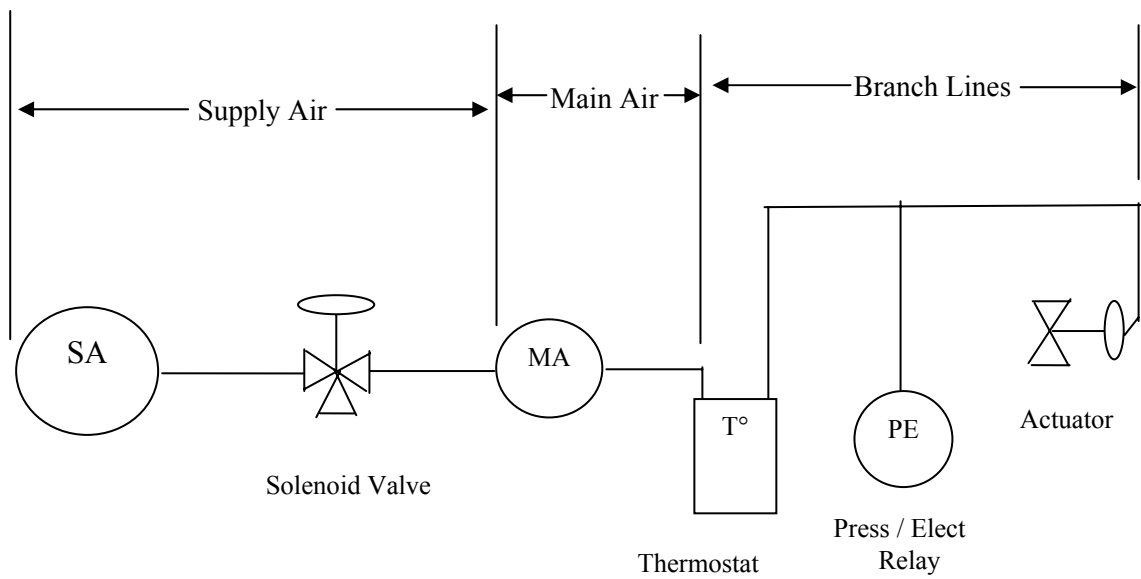 Supply Air
Main Air
Branch Lines
SA
MA
T°
PE
Actuator
Solenoid Valve
Press / Elect
Relay
Thermostat